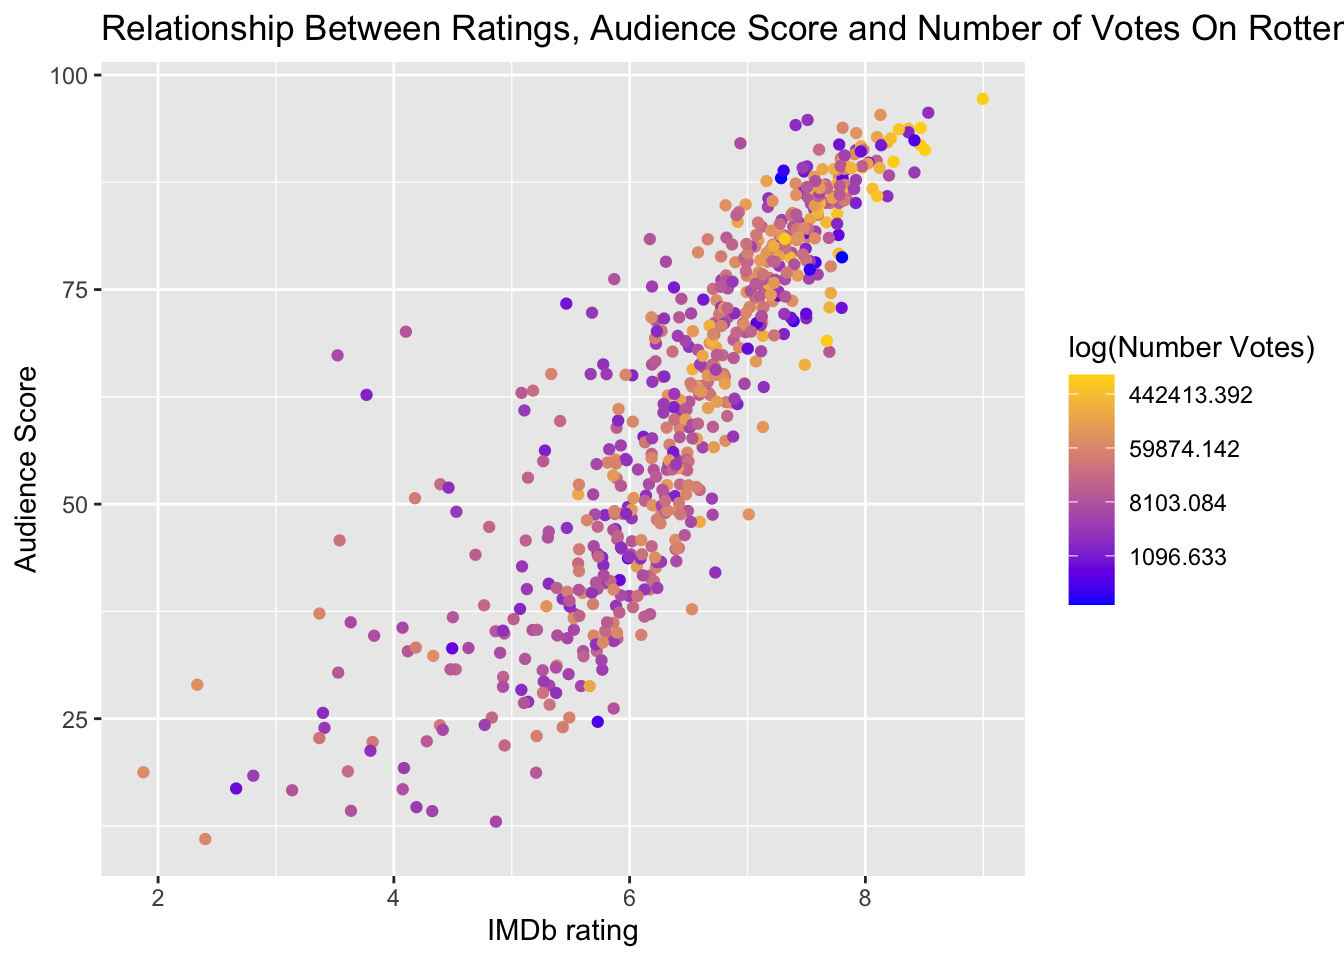 Relationship Between Ratings, Audience Score and Number of Votes On Rotten
100
75
50
25
Audience Score
2 4 6 8
IMDb rating
log(Number Votes)
442413.392
59874.142
8103.084
1096.633